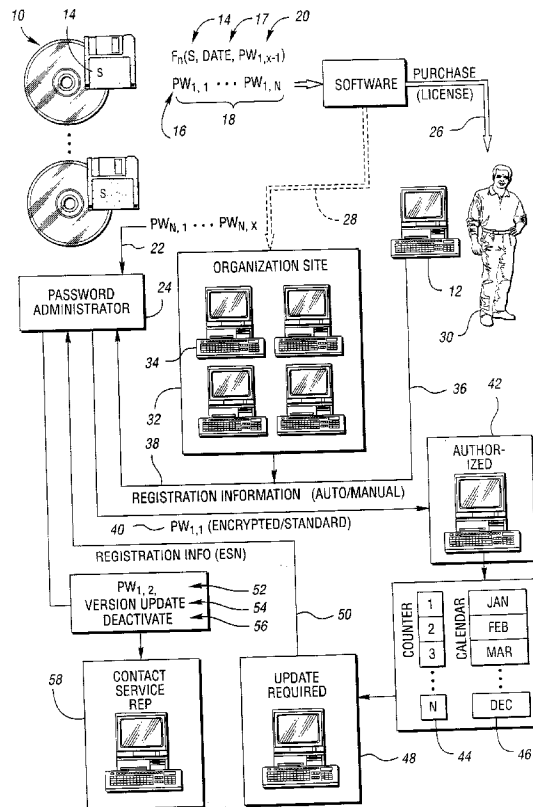 10
14
S
S
14
17
20
Fn(S, DATE, PW1,x-1)
PW1,1 ··· PW1,N
16
18
SOFTWARE
PURCHASE
(LICENSE)
26
28
PWN,1 ··· PWN,X
22
PASSWORD
ADMINISTRATOR
24
ORGANIZATION
SITE
34
32
12
30
36
38
REGISTRATION INFORMATION (AUTO/MANUAL)
40
PW1,1 (ENCRYPTED/STANDARD)
42
AUTHOR-
IZED
REGISTRATION INFO (ESN)
PW1,2,
VERSION UPDATE
DEACTIVATE
52
54
56
50
COUNTER
1
2
3
N
44
CALENDAR
JAN
FEB
MAR
DEC
46
58
CONTACT
SERVICE
REP
UPDATE
REQUIRED
48